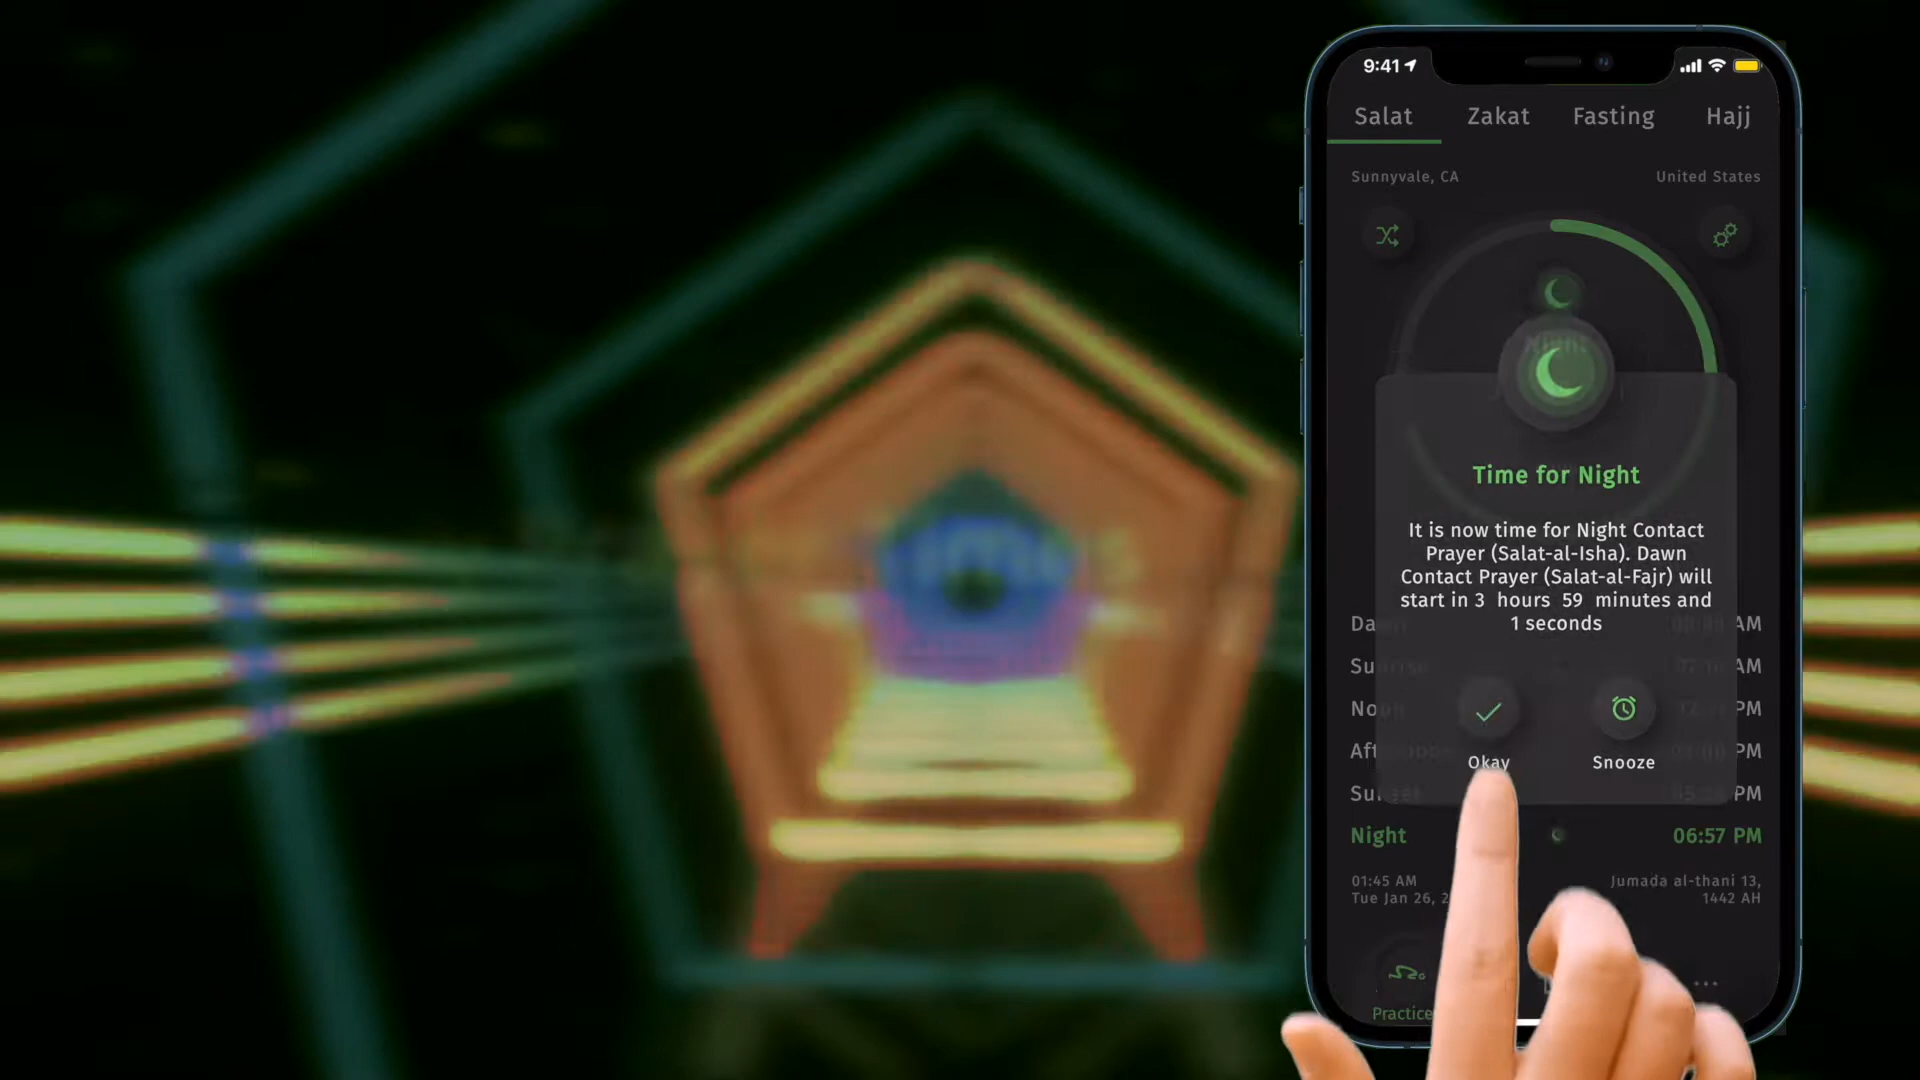 9:41
Salat Zakat Fasting Hajj
Sunnyvale, CA United States
Time for Night
It is now time for Night Contact
Prayer (Salat-al-Isha). Dawn
Contact Prayer (Salat-al-Fajr) will
start in 3 hours 59 minutes and
1 seconds
AM
AM
PM
PM
PM
Okay Snooze
Night 06:57 PM
01:45 AM Jumada al-thani 13,
Tue Jan 26, 1442 AH
Practice